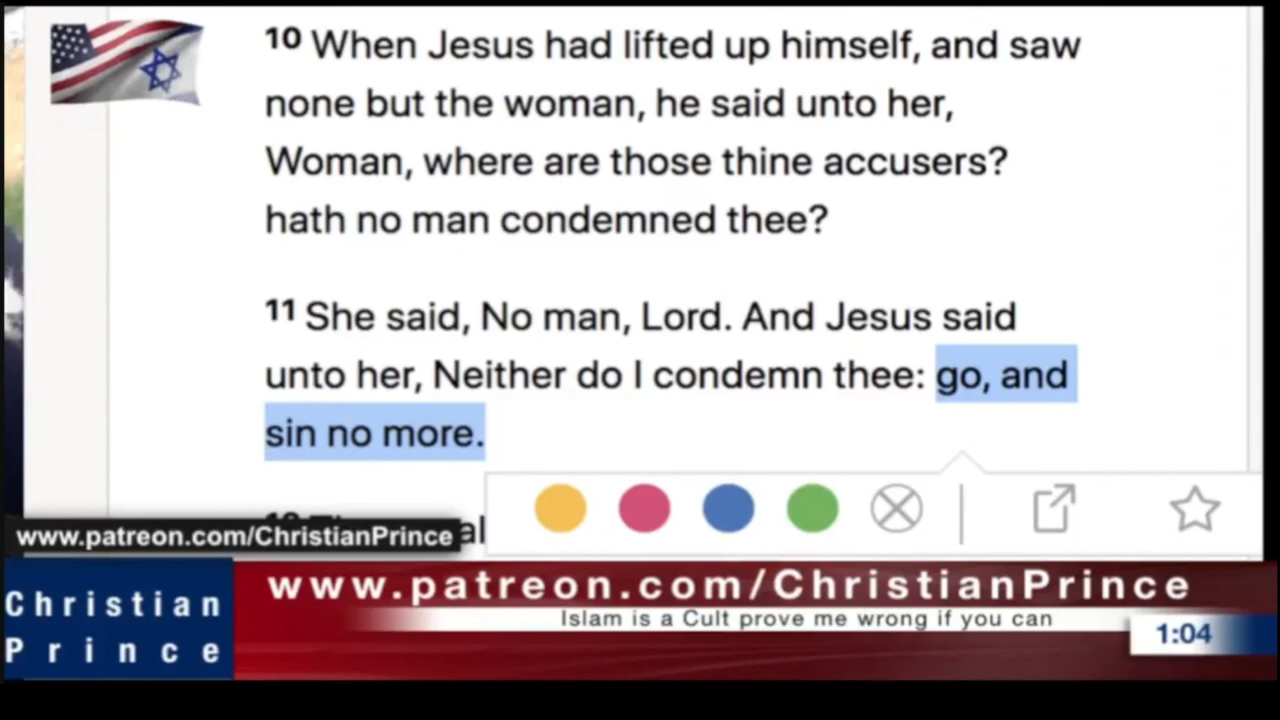 10 When Jesus had lifted up himself, and saw
none but the woman, he said unto her,
Woman, where are those thine accusers?
hath no man condemned thee?
11 She said, No man, Lord. And Jesus said
unto her, Neither do I condemn thee: go, and
sin no more.
www.patreon.com/ChristianPrince
www.patreon.com/ChristianPrince
Islam is a Cult prove me wrong if you can
Christian
Prince
1:04